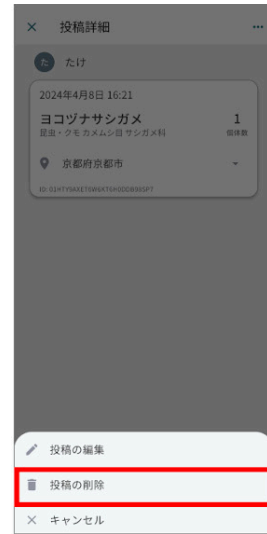 × 投稿詳細 …
た たけ
2024年4月8日 16:21
ヨコヅナサシガメ 1
昆虫・クモ カメムシ目 サシガメ科 個体数
京都府京都市
投稿の編集
投稿の削除
× キャンセル